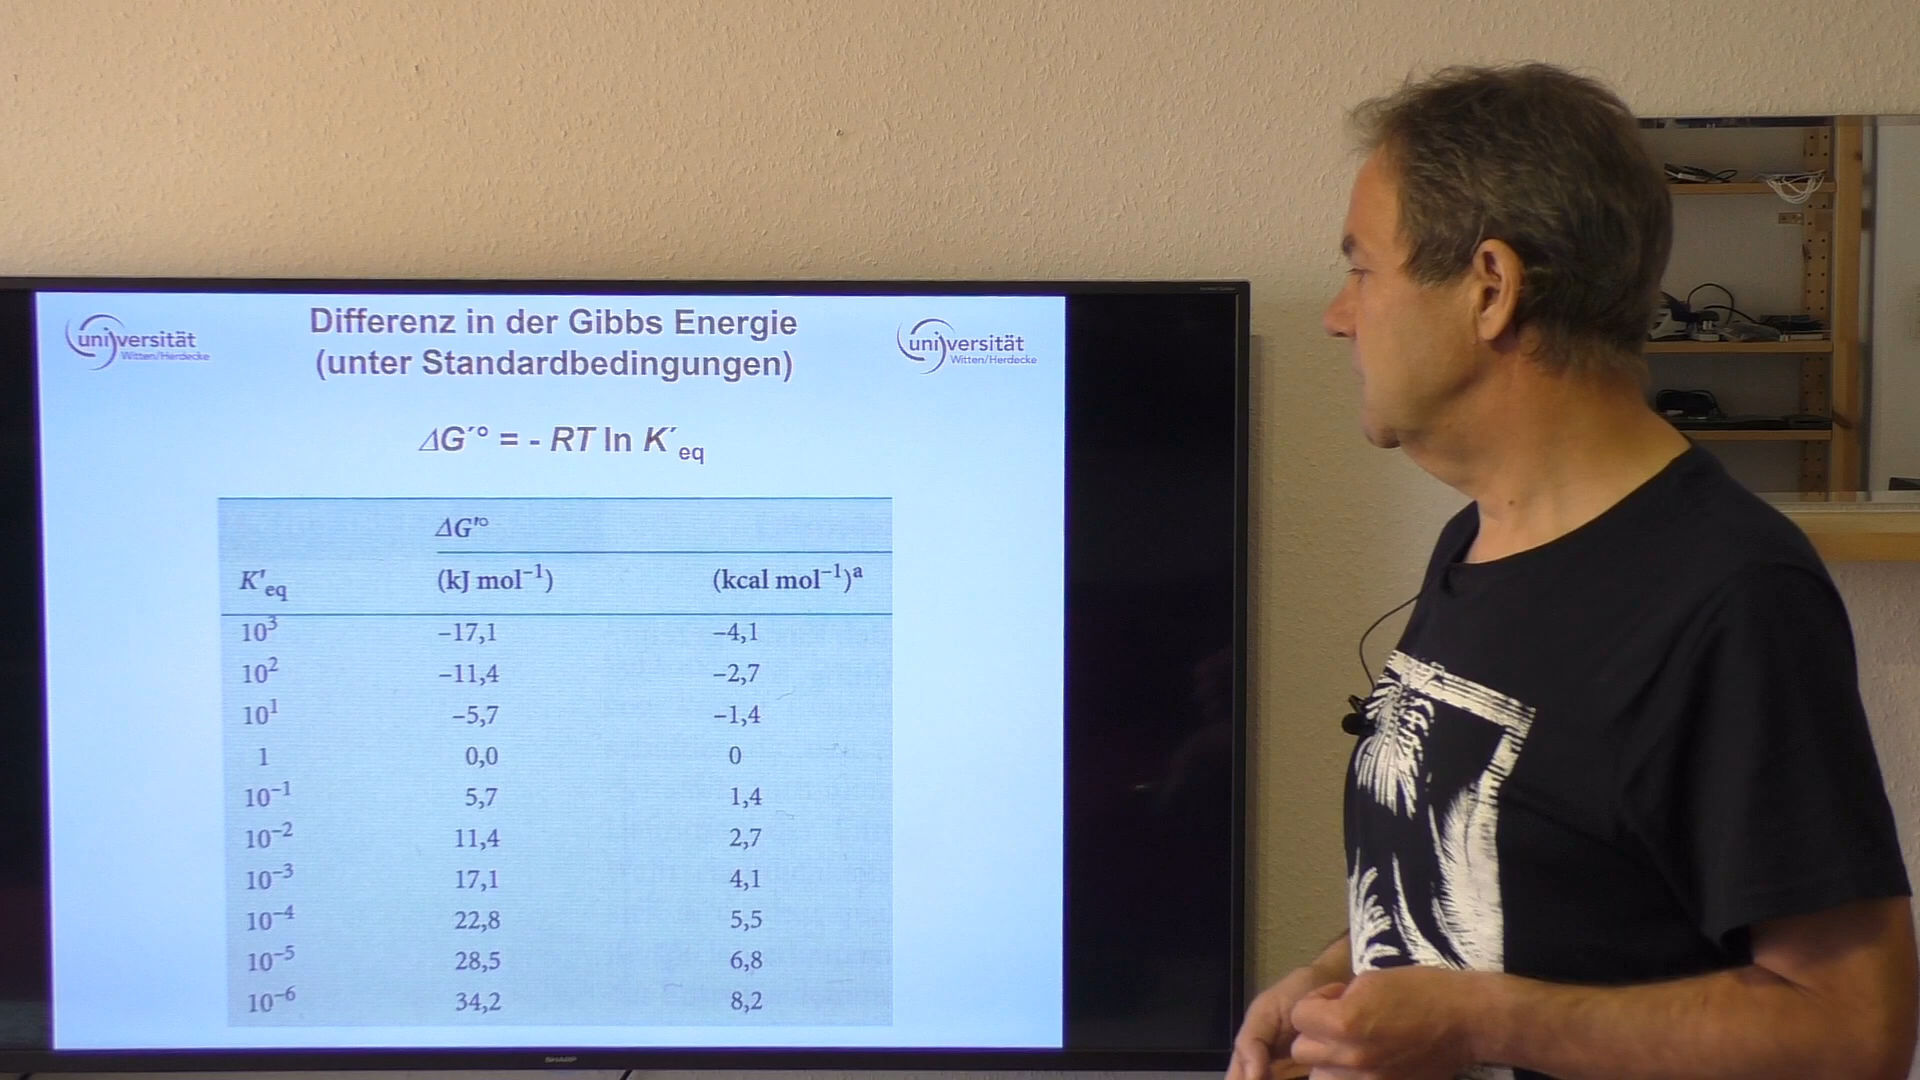 uni versität
Witten/Herdecke
Differenz in der Gibbs Energie
(unter Standardbedingungen)
uni versität
Witten/Herdecke
ΔG´° = - RT ln K´eq
ΔG′°
K′eq (kJ mol⁻¹) (kcal mol⁻¹)ᵃ
10³ –17,1 –4,1
10² –11,4 –2,7
10¹ –5,7 –1,4
1 0,0 0
10⁻¹ 5,7 1,4
10⁻² 11,4 2,7
10⁻³ 17,1 4,1
10⁻⁴ 22,8 5,5
10⁻⁵ 28,5 6,8
10⁻⁶ 34,2 8,2
SHARP